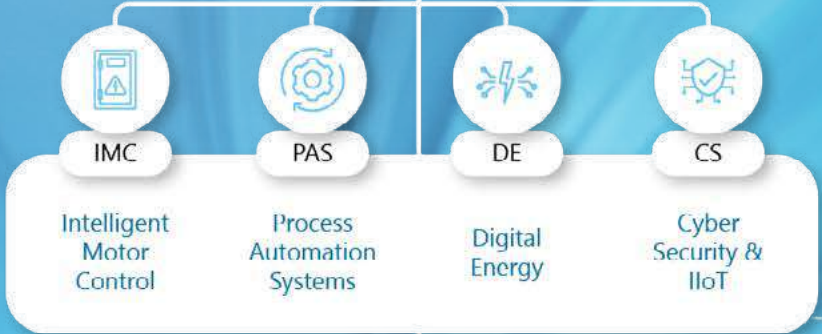 IMC
PAS
DE
CS
Intelligent
Motor
Control
Process
Automation
Systems
Digital
Energy
Cyber
Security &
IIoT